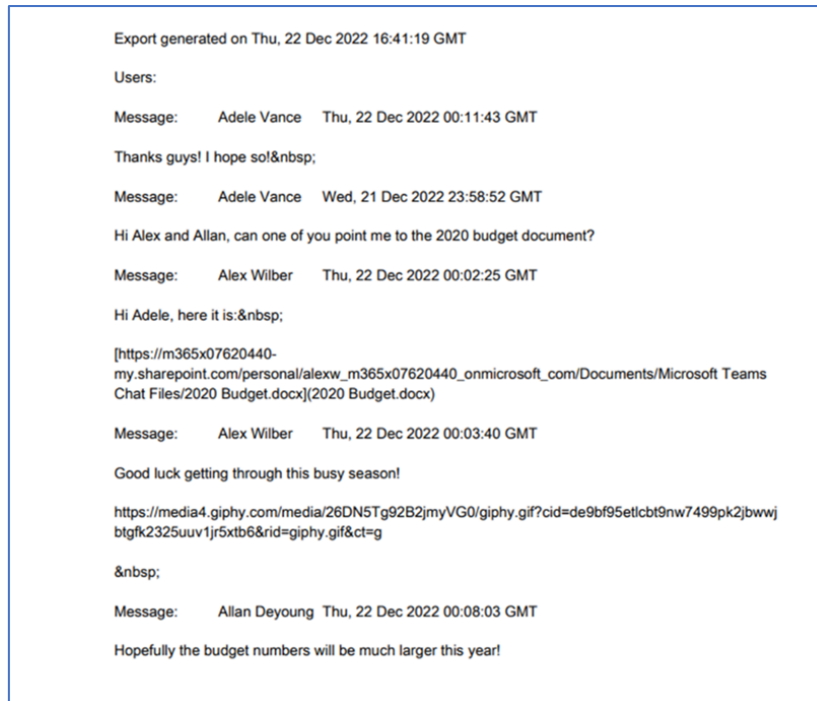 Export generated on Thu, 22 Dec 2022 16:41:19 GMT
Users:
Message: Adele Vance Thu, 22 Dec 2022 00:11:43 GMT
Thanks guys! I hope so!&nbsp;
Message: Adele Vance Wed, 21 Dec 2022 23:58:52 GMT
Hi Alex and Allan, can one of you point me to the 2020 budget document?
Message: Alex Wilber Thu, 22 Dec 2022 00:02:25 GMT
Hi Adele, here it is:&nbsp;
[https://m365x07620440-
my.sharepoint.com/personal/alexw_m365x07620440_onmicrosoft_com/Documents/Microsoft Teams
Chat Files/2020 Budget.docx](2020 Budget.docx)
Message: Alex Wilber Thu, 22 Dec 2022 00:03:40 GMT
Good luck getting through this busy season!
https://media4.giphy.com/media/26DN5Tg92B2jmyVG0/giphy.gif?cid=de9bf95etlcbt9nw7499pk2jbwwj
btgfk2325uuv1jr5xtb6&rid=giphy.gif&ct=g
&nbsp;
Message: Allan Deyoung Thu, 22 Dec 2022 00:08:03 GMT
Hopefully the budget numbers will be much larger this year!